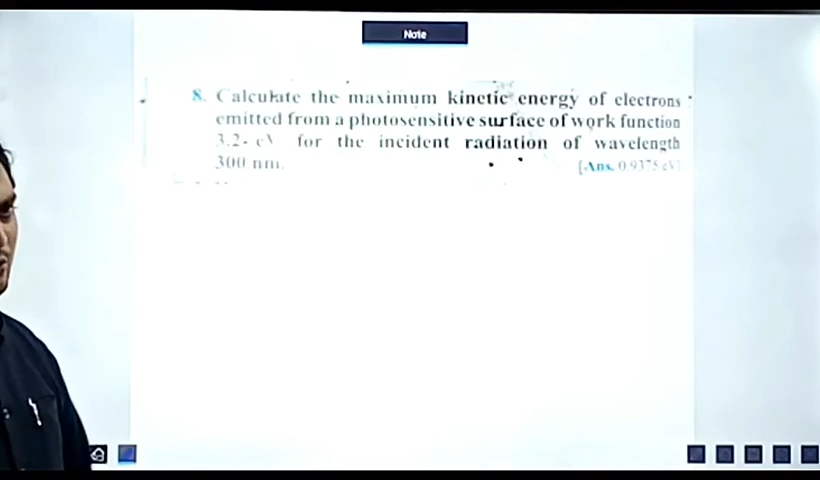 Note
8. Calculate the maximum kinetic energy of electrons
emitted from a photosensitive surface of work function
3.2- eV for the incident radiation of wavelength
300 nm. [Ans. 0.9375 eV]